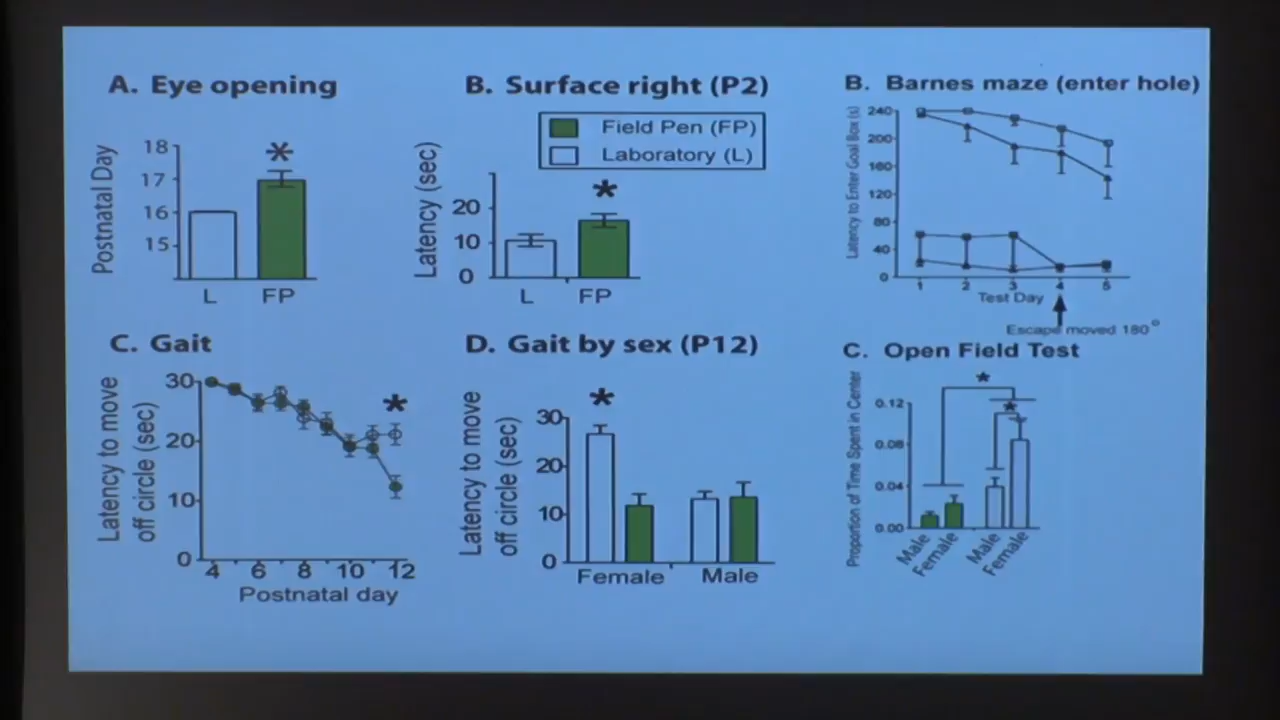 A. Eye opening
Postnatal Day
18
17
16
15
*
L
FP
B. Surface right (P2)
Field Pen (FP)
Laboratory (L)
Latency (sec)
20
10
0
*
L
FP
B. Barnes maze (enter hole)
Latency to Enter Goal Box (s)
240
200
160
120
80
40
0
1 2 3 4 5
Test Day
Escape moved 180°
C. Gait
Latency to move
off circle (sec)
30
20
10
0
*
4 6 8 10 12
Postnatal day
D. Gait by sex (P12)
Latency to move
off circle (sec)
30
20
10
0
*
Female
Male
C. Open Field Test
Proportion of Time Spent in Center
0.12
0.08
0.04
0.00
*
*
Male
Female
Male
Female